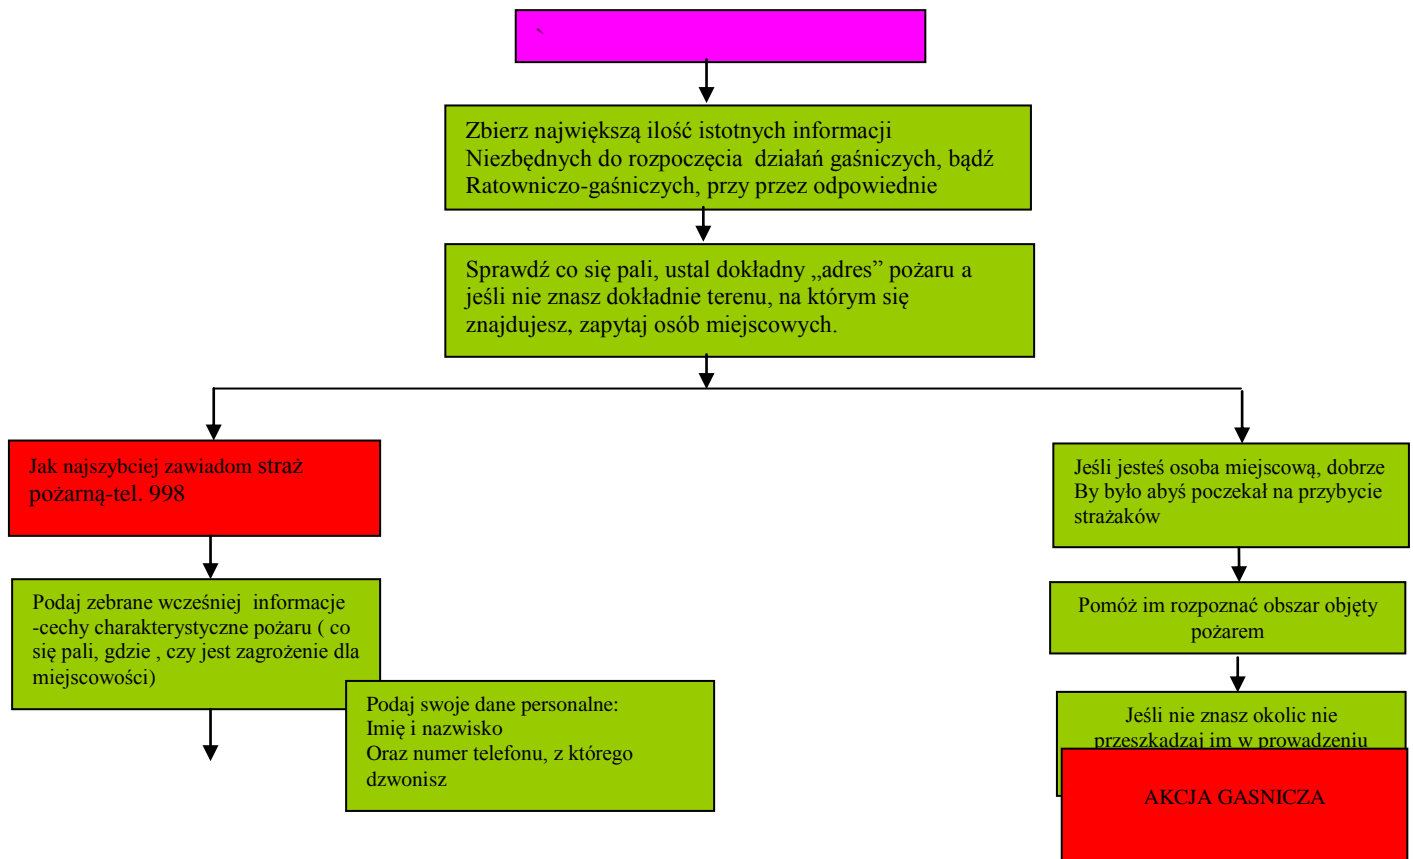 `
Zbierz największą ilość istotnych informacji
Niezbędnych do rozpoczęcia działań gaśniczych, bądź
Ratowniczo-gaśniczych, przy przez odpowiednie
Sprawdź co się pali, ustal dokładny „adres” pożaru a
jeśli nie znasz dokładnie terenu, na którym się
znajdujesz, zapytaj osób miejscowych.
Jak najszybciej zawiadom straż
pożarną-tel. 998
Podaj zebrane wcześniej informacje
-cechy charakterystyczne pożaru ( co
się pali, gdzie , czy jest zagrożenie dla
miejscowości)
Podaj swoje dane personalne:
Imię i nazwisko
Oraz numer telefonu, z którego
dzwonisz
Jeśli jesteś osoba miejscową, dobrze
By było abyś poczekał na przybycie
strażaków
Pomóż im rozpoznać obszar objęty
pożarem
Jeśli nie znasz okolic nie
przeszkadzaj im w prowadzeniu
AKCJA GASNICZA